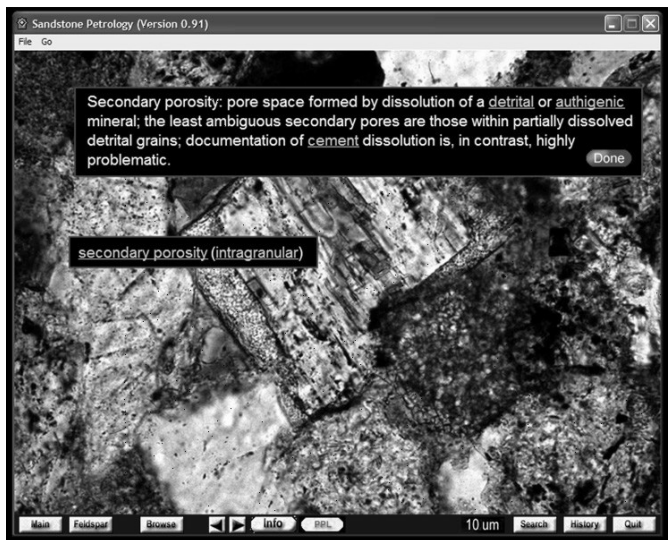 Sandstone Petrology (Version 0.91)
File Go
Secondary porosity: pore space formed by dissolution of a detrital or authigenic
mineral; the least ambiguous secondary pores are those within partially dissolved
detrital grains; documentation of cement dissolution is, in contrast, highly
problematic.
Done
secondary porosity (intragranular)
Main Feldspar Browse Info PPL 10 um Search History Quit